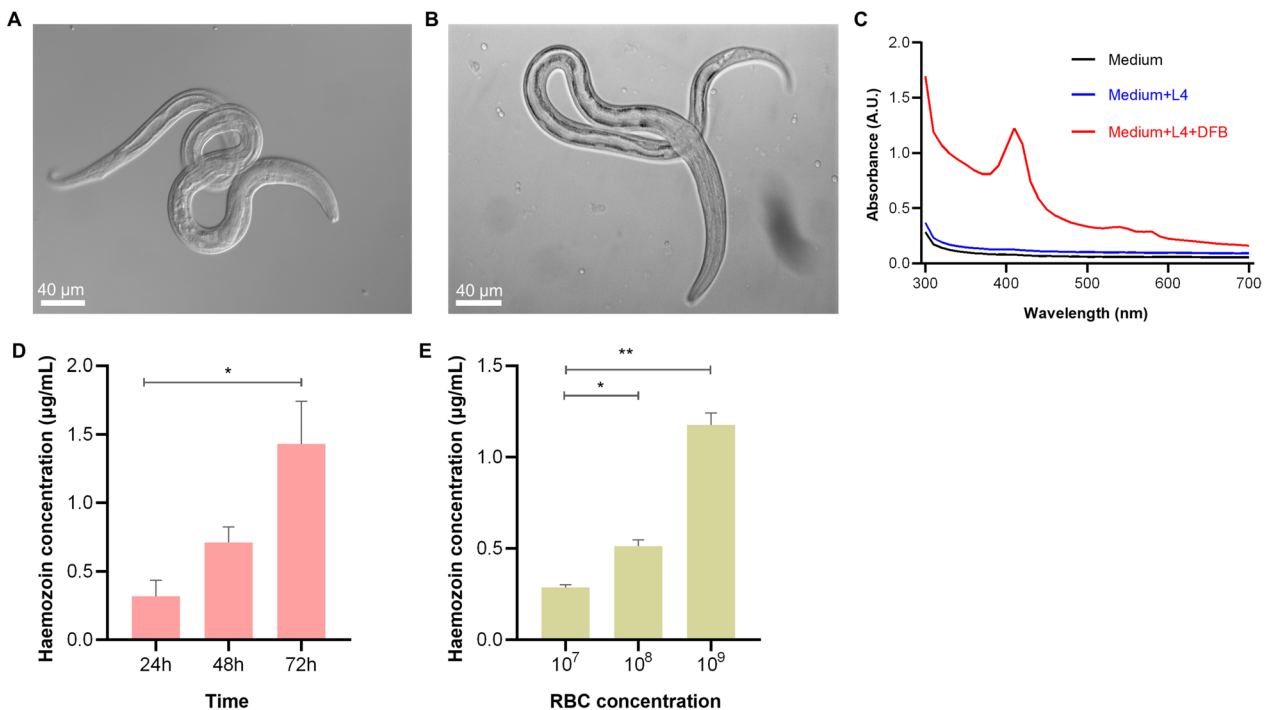 A
40 µm
B
40 µm
C
Absorbance (A.U.)
2.0
1.5
1.0
0.5
0.0
300
400
500
600
700
Wavelength (nm)
Medium
Medium+L4
Medium+L4+DFB
D
Haemozoin concentration (µg/mL)
2.0
1.5
1.0
0.5
0.0
*
24h
48h
72h
Time
E
Haemozoin concentration (µg/mL)
1.5
1.0
0.5
0.0
**
*
10⁷
10⁸
10⁹
RBC concentration